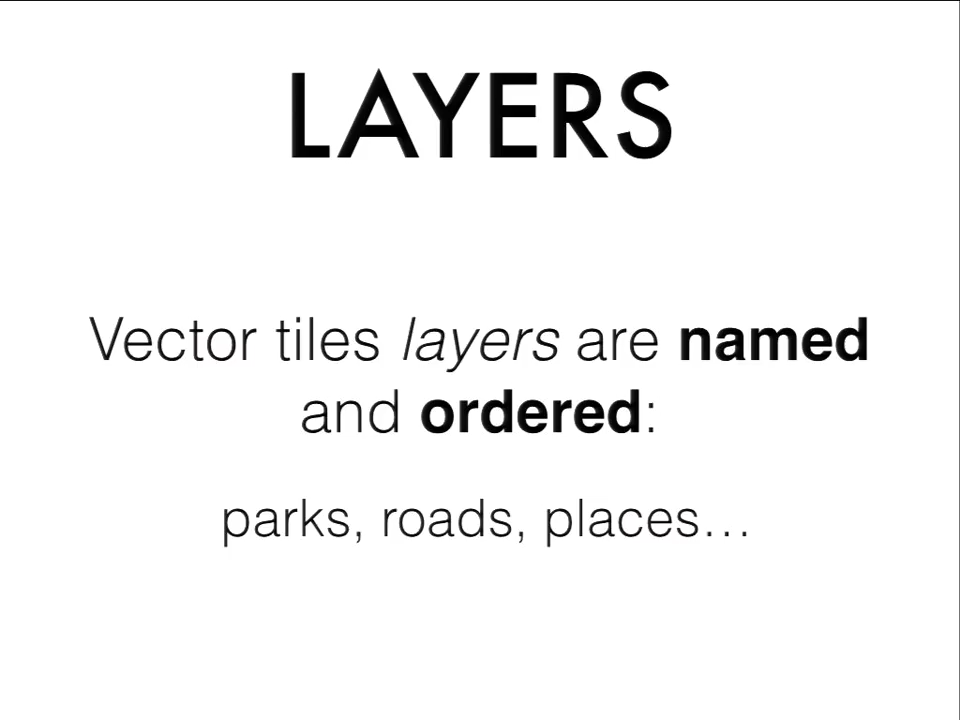 LAYERS
Vector tiles layers are named
and ordered:
parks, roads, places…